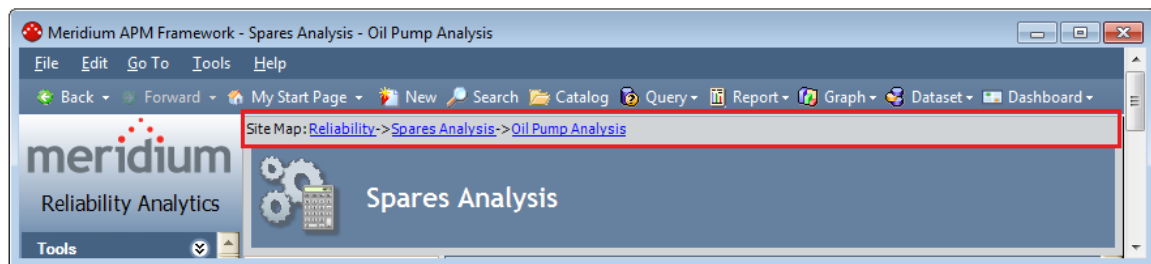 Meridium APM Framework - Spares Analysis - Oil Pump Analysis
File Edit Go To Tools Help
Back Forward My Start Page New Search Catalog Query Report Graph Dataset Dashboard
Site Map: Reliability->Spares Analysis->Oil Pump Analysis
meridium
Reliability Analytics
Spares Analysis
Tools